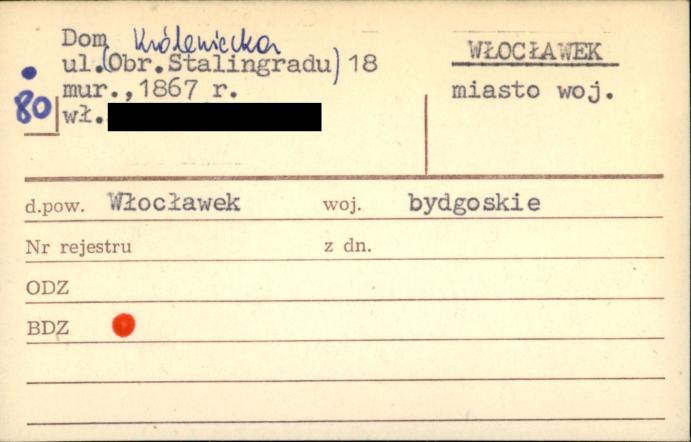 Dom Królewiecka
ul.(Obr.Stalingradu) 18
mur.,1867 r.
80
wł.
WŁOCŁAWEK
miasto woj.
d.pow. Włocławek woj. bydgoskie
Nr rejestru z dn.
ODZ
BDZ